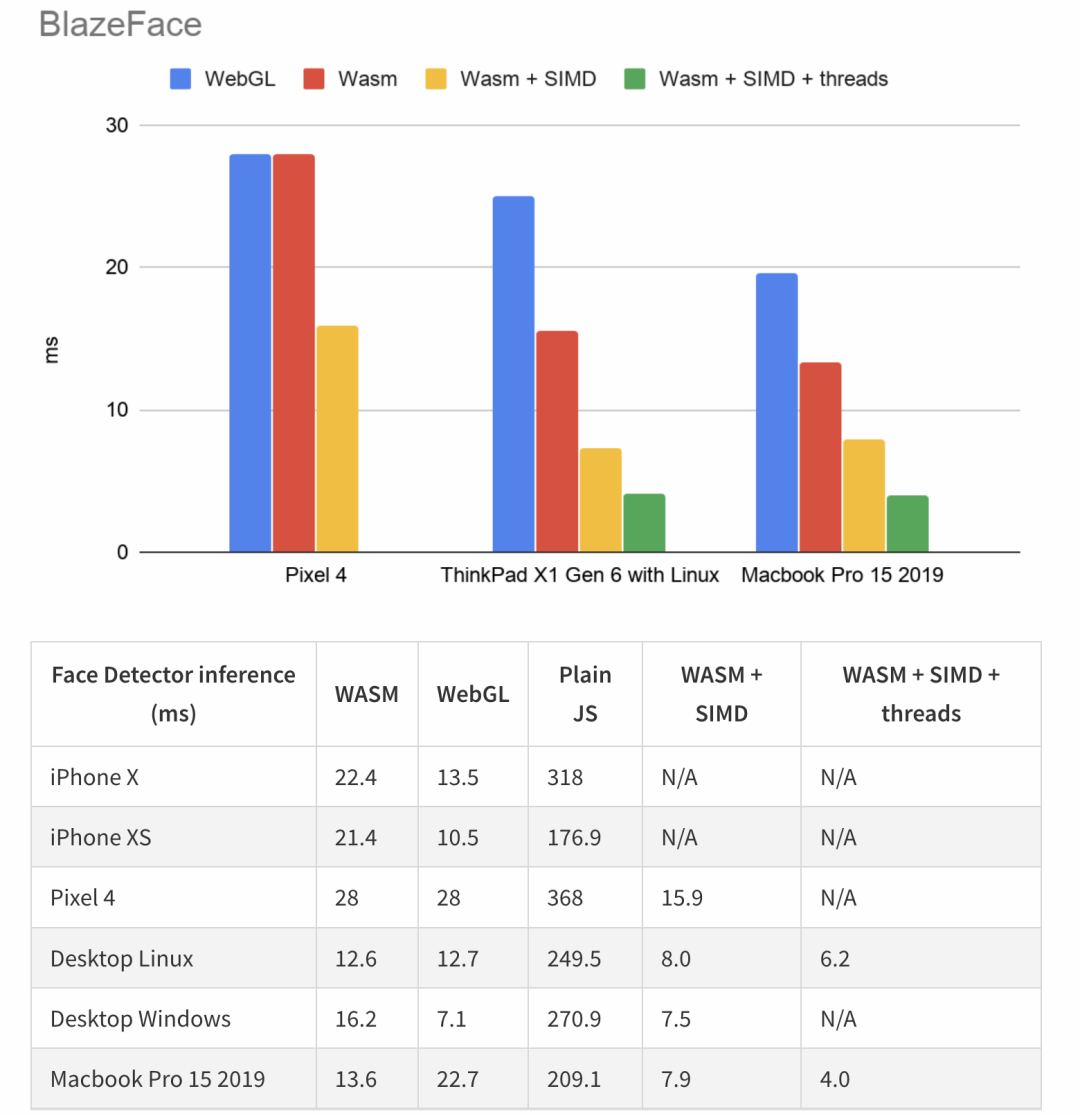 BlazeFace
WebGL Wasm Wasm + SIMD Wasm + SIMD + threads
30
20
10
0
ms
Pixel 4 ThinkPad X1 Gen 6 with Linux Macbook Pro 15 2019
Face Detector inference (ms) WASM WebGL Plain JS WASM + SIMD WASM + SIMD + threads
iPhone X 22.4 13.5 318 N/A N/A
iPhone XS 21.4 10.5 176.9 N/A N/A
Pixel 4 28 28 368 15.9 N/A
Desktop Linux 12.6 12.7 249.5 8.0 6.2
Desktop Windows 16.2 7.1 270.9 7.5 N/A
Macbook Pro 15 2019 13.6 22.7 209.1 7.9 4.0